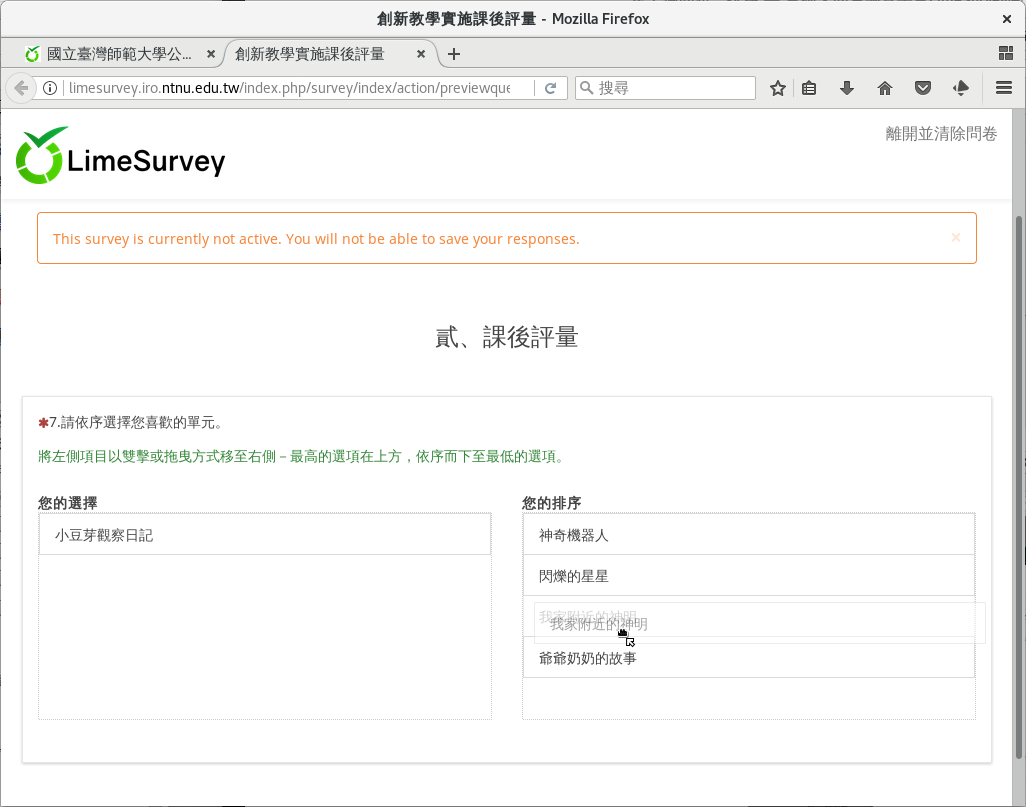 創新教學實施課後評量 - Mozilla Firefox
國立臺灣師範大學公...
創新教學實施課後評量
limesurvey.iro.ntnu.edu.tw/index.php/survey/index/action/previewque
搜尋
離開並清除問卷
LimeSurvey
This survey is currently not active. You will not be able to save your responses.
貳、課後評量
✱7.請依序選擇您喜歡的單元。
將左側項目以雙擊或拖曳方式移至右側－最高的選項在上方，依序而下至最低的選項。
您的選擇
小豆芽觀察日記
您的排序
神奇機器人
閃爍的星星
我家附近的神明
我家附近的神明
爺爺奶奶的故事